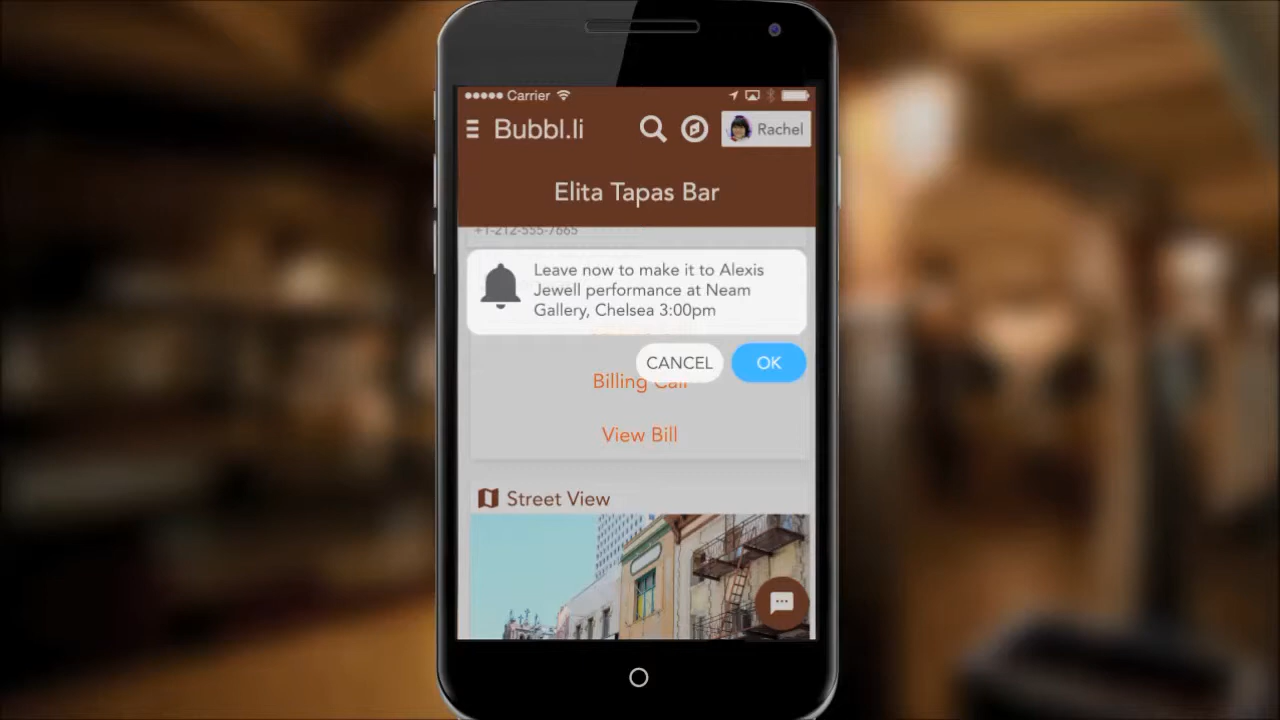 Carrier
Bubbl.li
Rachel
Elita Tapas Bar
+1-212-555-7665
Leave now to make it to Alexis
Jewell performance at Neam
Gallery, Chelsea 3:00pm
CANCEL
OK
Billing Call
View Bill
Street View